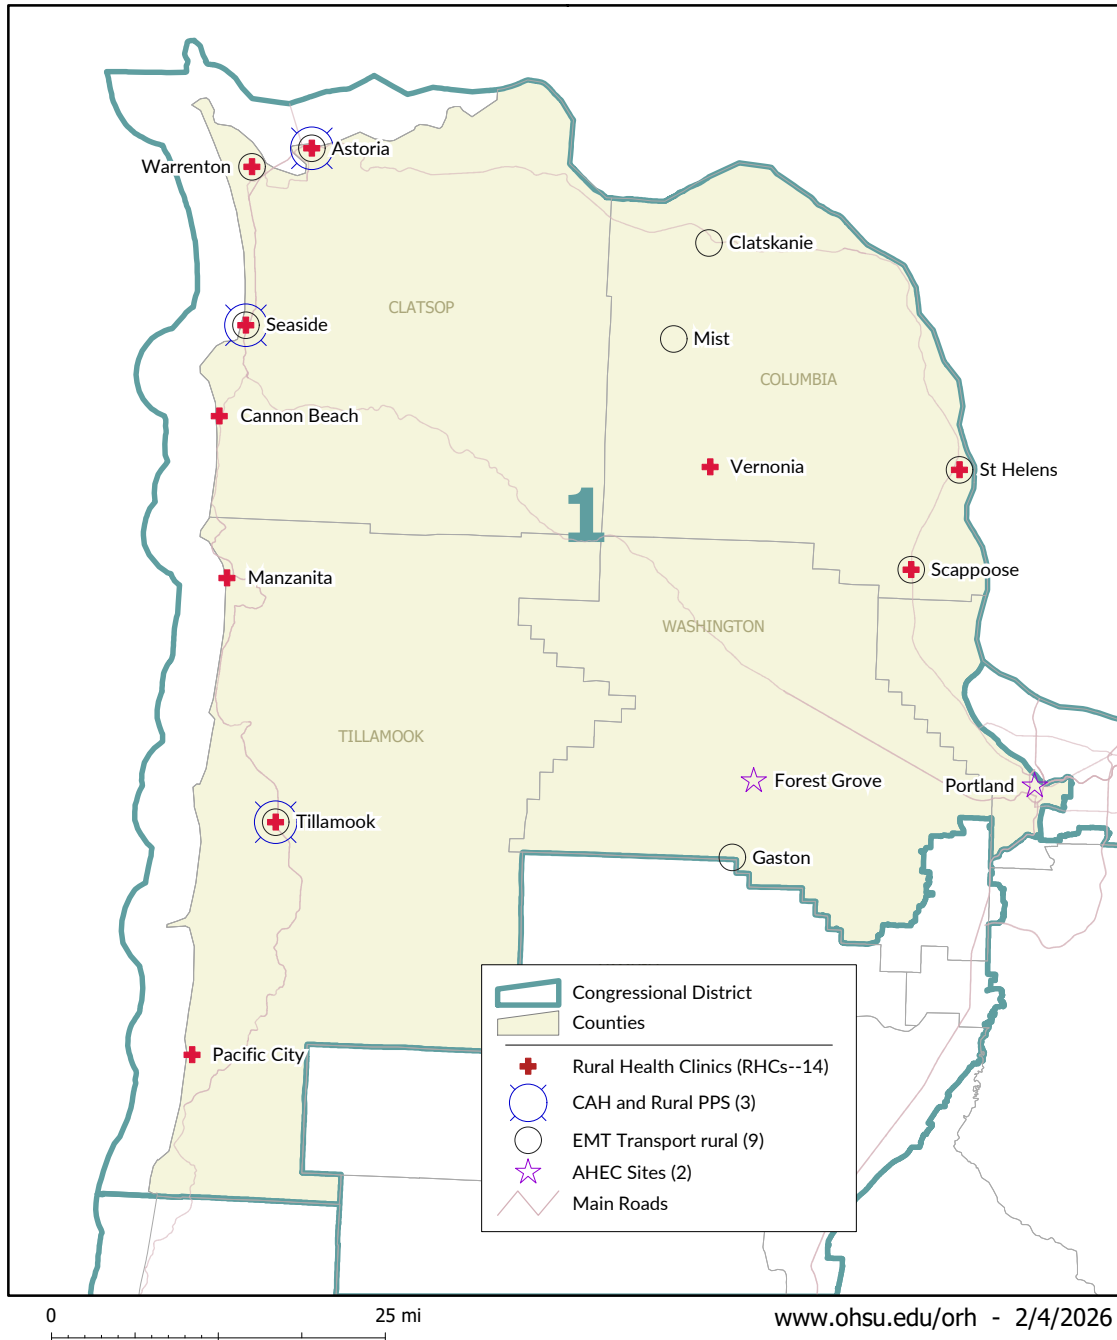 Astoria
Warrenton
Clatskanie
CLATSOP
Seaside
Mist
COLUMBIA
Cannon Beach
Vernonia
St Helens
1
Scappoose
Manzanita
WASHINGTON
TILLAMOOK
Forest Grove
Portland
Tillamook
Gaston
Pacific City
Congressional District
Counties
Rural Health Clinics (RHCs--14)
CAH and Rural PPS (3)
EMT Transport rural (9)
AHEC Sites (2)
Main Roads
0 25 mi
www.ohsu.edu/orh - 2/4/2026